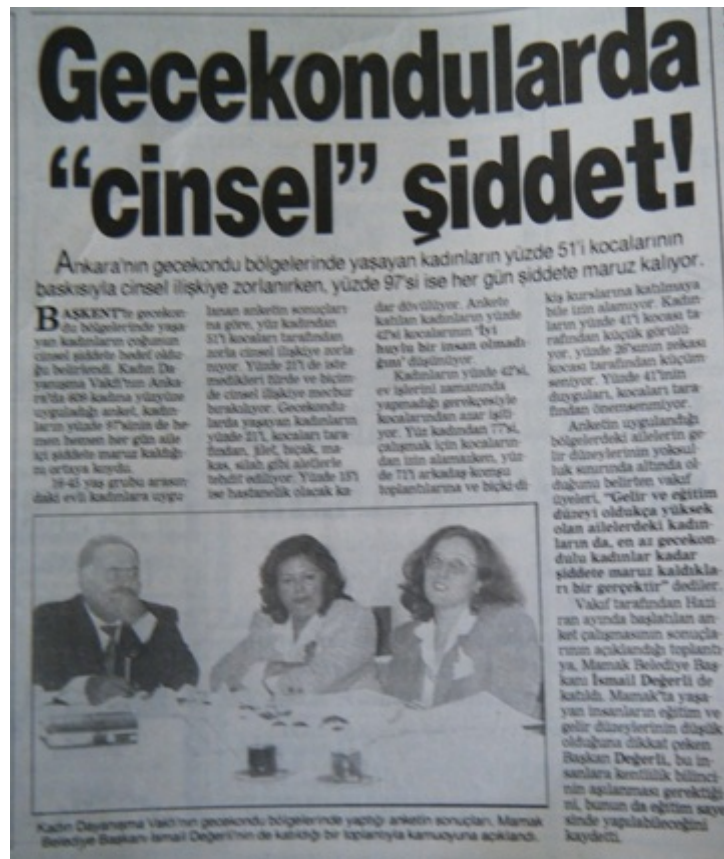 Gecekondularda
“cinsel” şiddet!
Ankara'nın gecekondu bölgelerinde yaşayan kadınların yüzde 51'i kocalarının
baskısıyla cinsel ilişkiye zorlanırken, yüzde 97'si ise her gün şiddete maruz kalıyor.
BAŞKENT'te gecekon-
du bölgelerinde yaşa-
yan kadınların çoğunun
cinsel şiddete hedef oldu-
ğu belirlendi. Kadın Da-
yanışma Vakfı'nın Anka-
ra'da 609 kadına yüzyüze
uyguladığı anket, kadın-
ların yüzde 97'sinin de he-
men hemen her gün aile
içi şiddete maruz kaldığı-
nı ortaya koydu.
16-45 yaş grubu arasın-
daki evli kadınlara uygu-
lanan anketin sonuçları-
na göre, yüz kadından
51'i kocaları tarafından
zorla cinsel ilişkiye zorla-
nıyor. Yüzde 21'i de iste-
medikleri türde ve biçim-
de cinsel ilişkiye mecbur
bırakılıyor. Gecekondu-
larda yaşayan kadınların
yüzde 21'i, kocaları tara-
fından, jilet, bıçak, ma-
kas, silah gibi aletlerle
tehdit ediliyor. Yüzde 15'i
ise hastanelik olacak ka-
dar dövülüyor. Ankete
katılan kadınların yüzde
42'si kocalarının “İyi
huylu bir insan olmadı-
ğını” düşünüyor.
Kadınların yüzde 42'si,
ev işlerini zamanında
yapmadığı gerekçesiyle
kocalarından azar işiti-
yor. Yüz kadından 77'si,
çalışmak için kocaların-
dan izin alamazken, yüz-
de 71'i arkadaş-komşu
toplantılarına ve biçki-di-
kiş kurslarına katılmaya
bile izin alamıyor. Kadın-
ların yüzde 41'i kocası ta-
rafından küçük görülü-
yor, yüzde 26'sının zekası
kocası tarafından küçüm-
seniyor. Yüzde 41'inin
duyguları, kocaları tara-
fından önemsenmiyor.
Anketin uygulandığı
bölgelerdeki ailelerin ge-
lir düzeylerinin yoksul-
luk sınırında altında ol-
duğunu belirten vakıf
üyeleri, “Gelir ve eğitim
düzeyi oldukça yüksek
olan ailelerdeki kadın-
ların da, en az gecekon-
dulu kadınlar kadar
şiddete maruz kaldıkla-
rı bir gerçektir” dediler.
Vakıf tarafından Hazi-
ran ayında başlatılan an-
ket çalışmasının sonuçla-
rının açıklandığı toplantı-
ya, Mamak Belediye Baş-
kanı İsmail Değerli de
katıldı. Mamak'ta yaşa-
yan insanların eğitim ve
gelir düzeylerinin düşük
olduğuna dikkat çeken
Başkan Değerli, bu in-
sanlara kentlilik bilinci-
nin aşılanması gerektiği-
ni, bunun da eğitim saye-
sinde yapılabileceğini
kaydetti.
Kadın Dayanışma Vakfı'nın gecekondu bölgelerinde yaptığı anketin sonuçları, Mamak
Belediye Başkanı İsmail Değerli'nin de katıldığı bir toplantıyla kamuoyuna açıklandı.